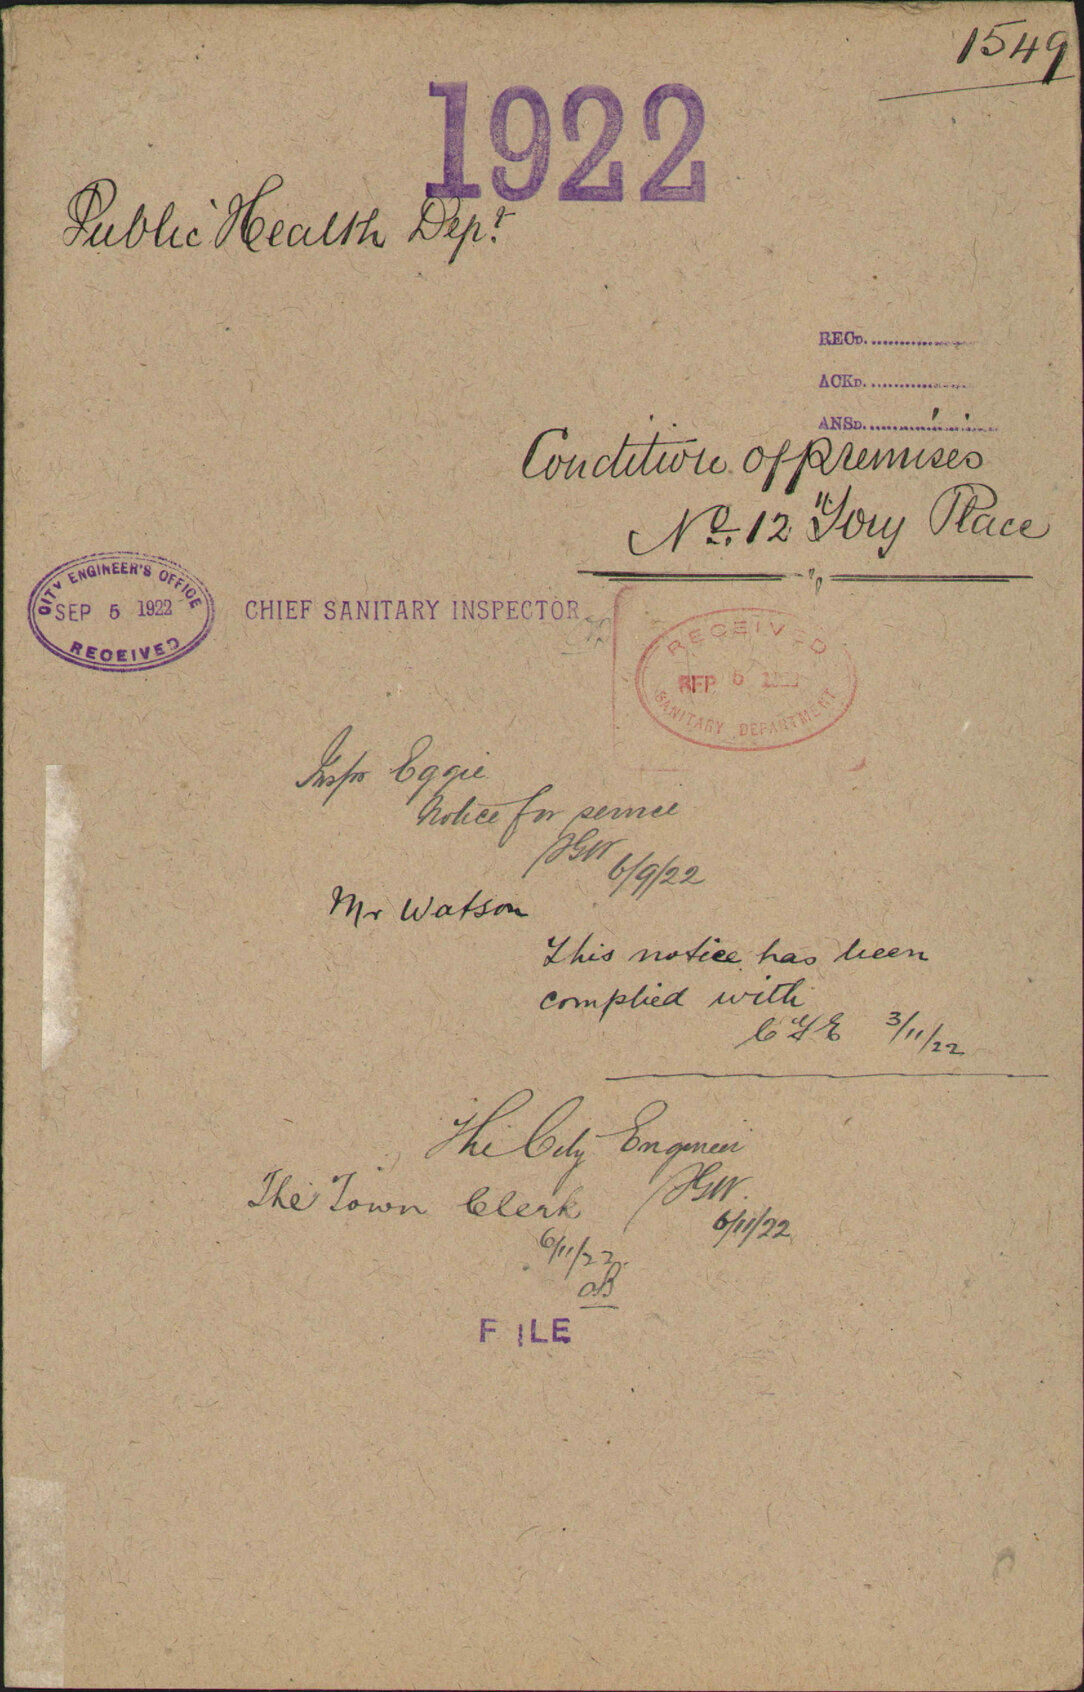 1549
1922
Public Health Dept
RECD.
ACKD.
ANSD.
Condition of premises
No. 12 Tory Place
CITY ENGINEER'S OFFICE
SEP 5 1922
RECEIVED
CHIEF SANITARY INSPECTOR
RECEIVED
SEP 5
SANITARY DEPARTMENT
Inspr Eggie
Notice for service
6/9/22
Mr Watson
This notice has been
complied with
3/11/22
The City Engineer
The Town Clerk
6/11/22
6/11/22
FILE